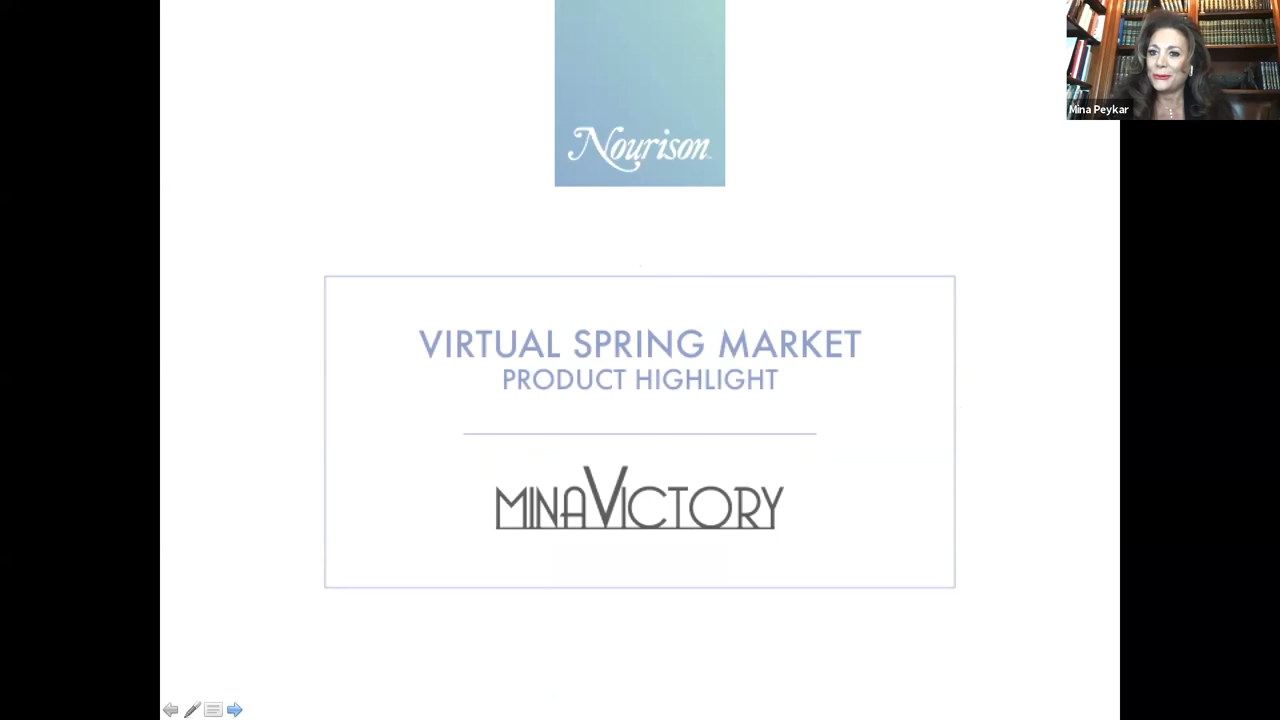 Nourison
Mina Peykar
VIRTUAL SPRING MARKET
PRODUCT HIGHLIGHT
MINAVICTORY